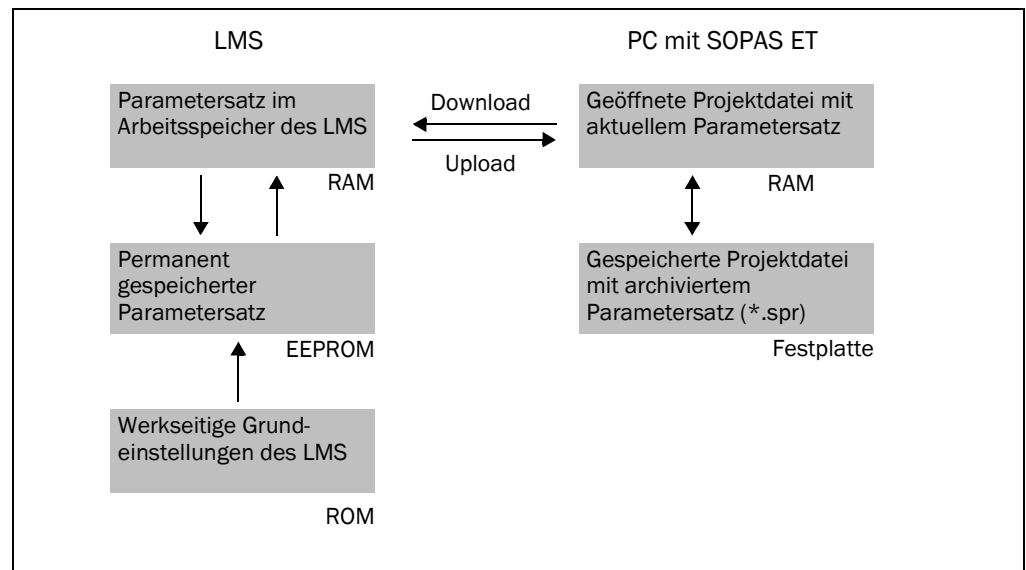 LMS
PC mit SOPAS ET
Parametersatz im
Arbeitsspeicher des LMS
RAM
Download
Upload
Geöffnete Projektdatei mit
aktuellem Parametersatz
RAM
Permanent
gespeicherter
Parametersatz
EEPROM
Gespeicherte Projektdatei
mit archiviertem
Parametersatz (*.spr)
Festplatte
Werkseitige Grund-
einstellungen des LMS
ROM